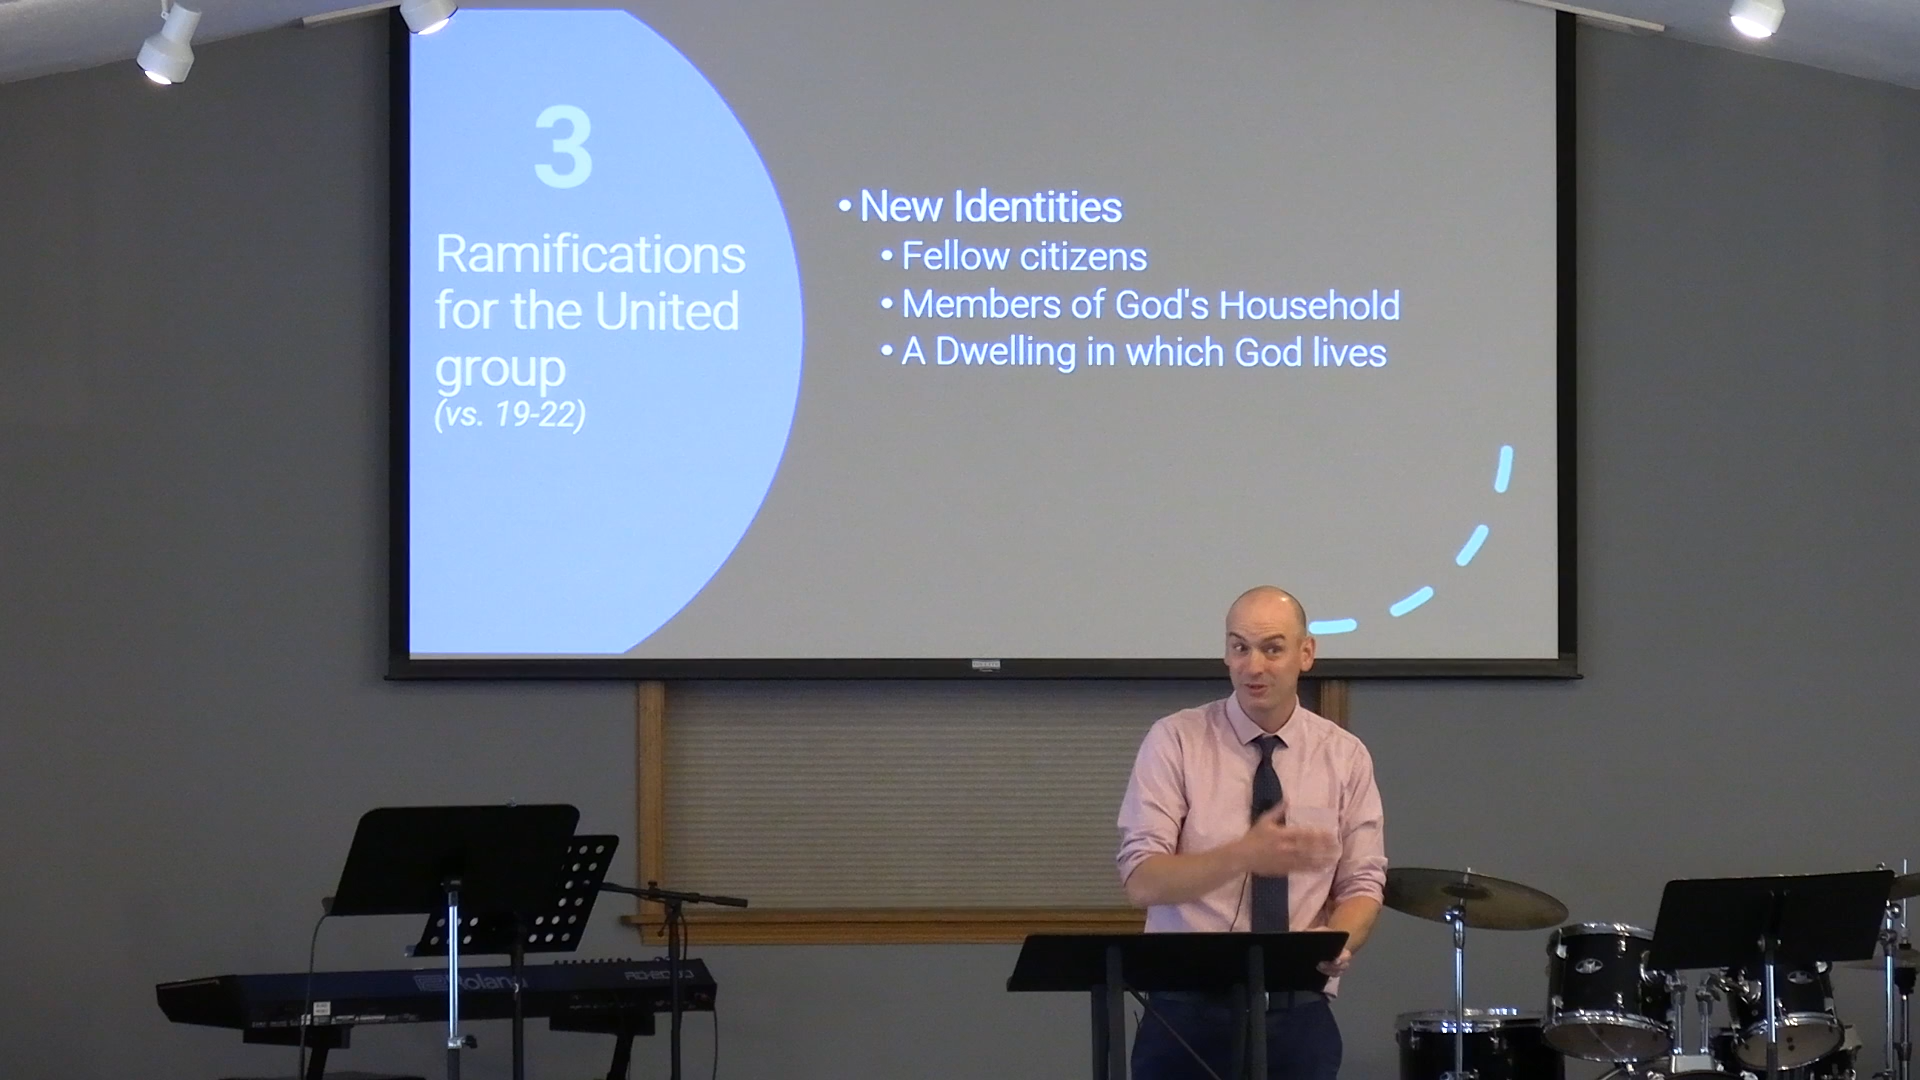 3
Ramifications
for the United
group
(vs. 19-22)
• New Identities
• Fellow citizens
• Members of God's Household
• A Dwelling in which God lives
Roland